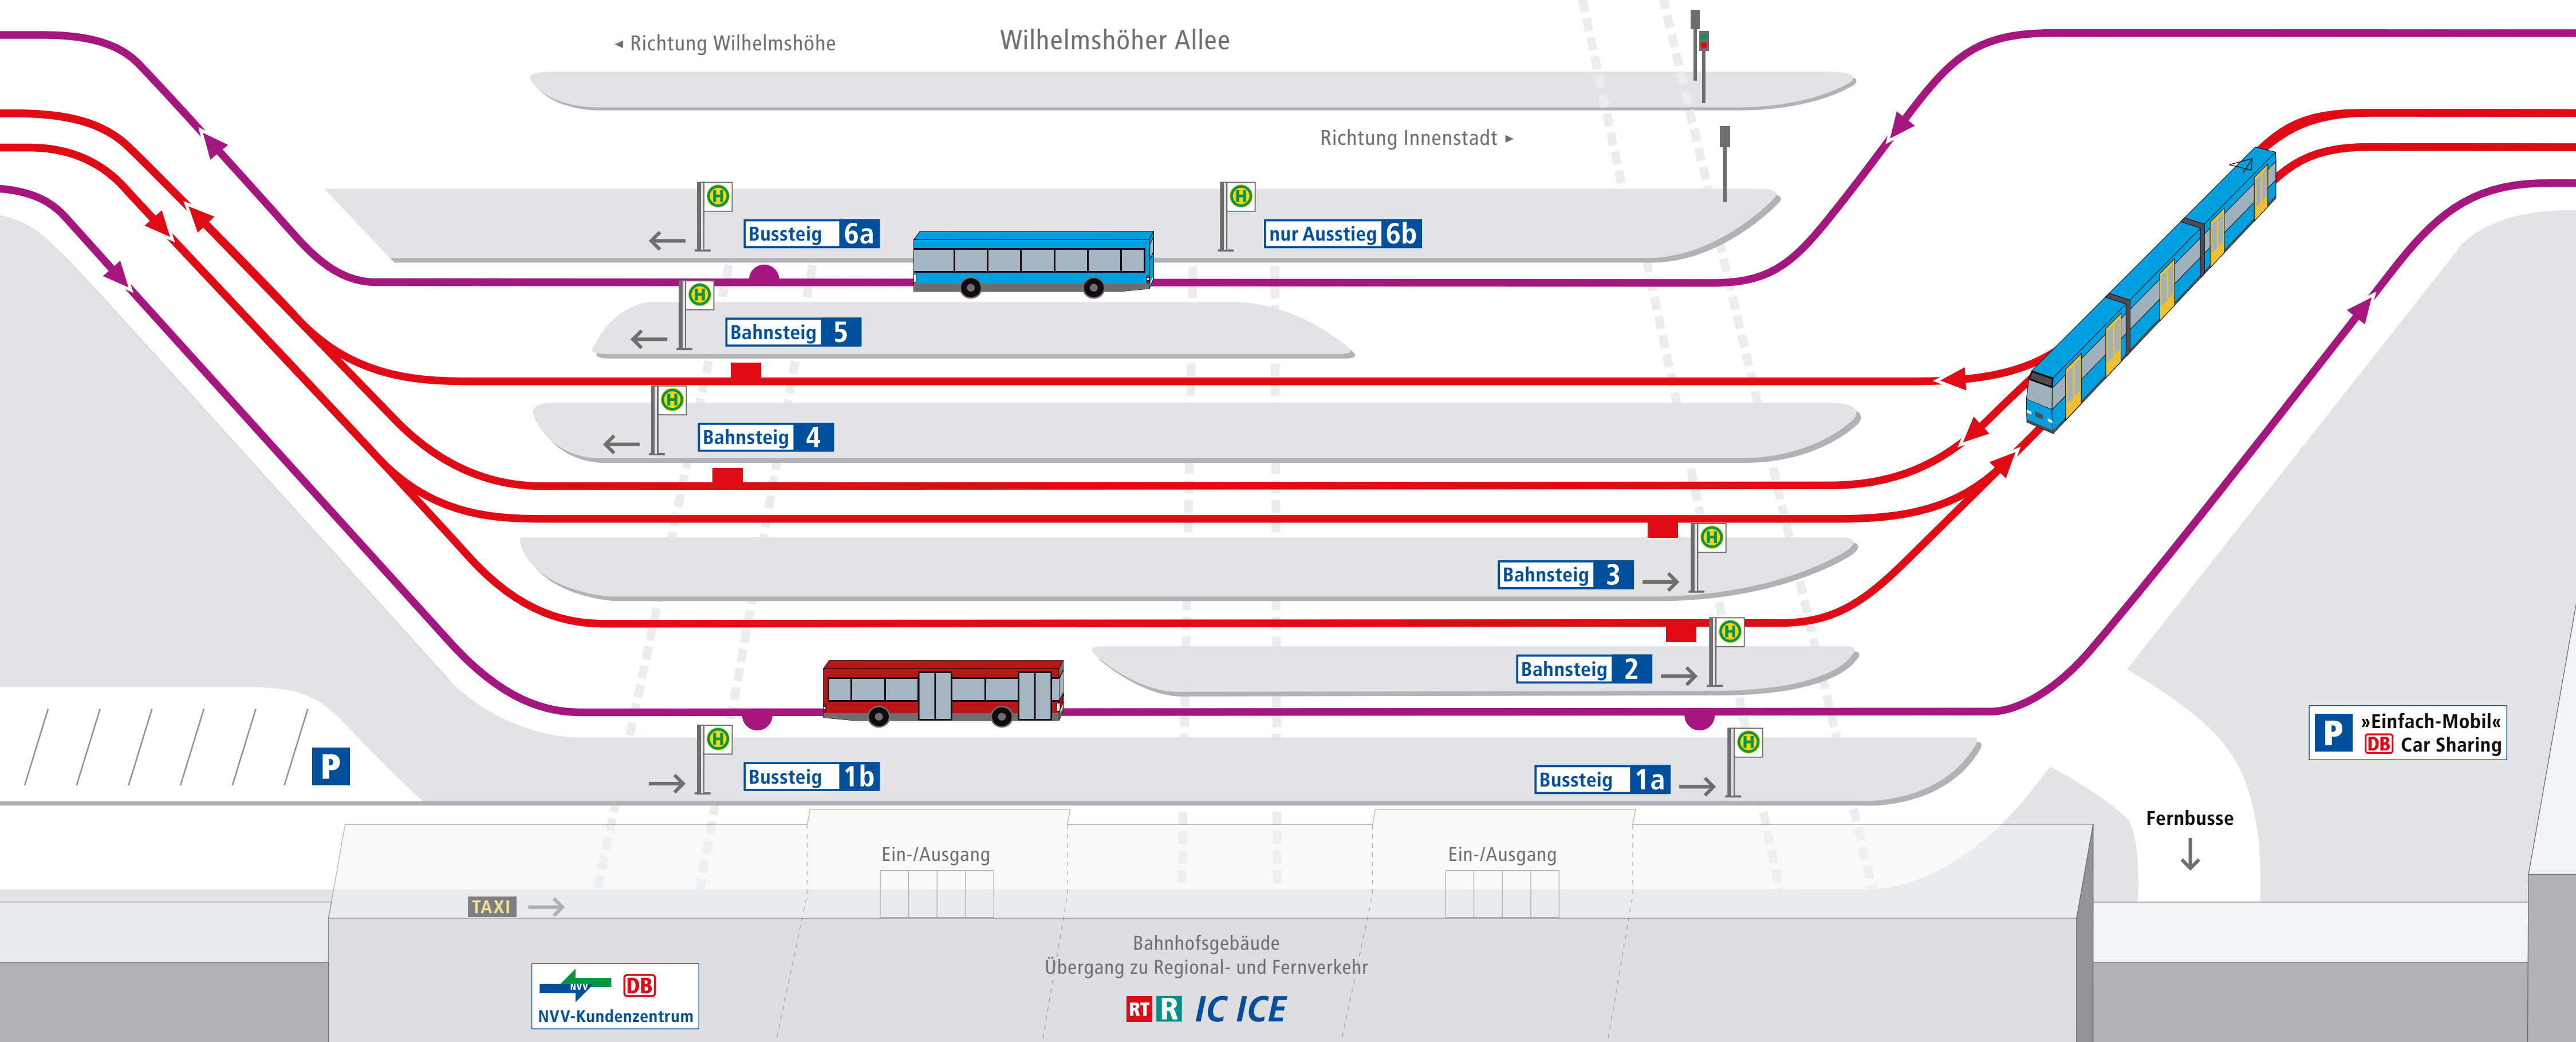 ◂ Richtung Wilhelmshöhe
Wilhelmshöher Allee
Richtung Innenstadt ▸
H
Bussteig 6a
H
nur Ausstieg 6b
H
Bahnsteig 5
H
Bahnsteig 4
H
Bahnsteig 3
H
Bahnsteig 2
H
Bussteig 1b
H
Bussteig 1a
P
P »Einfach-Mobil«
DB Car Sharing
Fernbusse
Ein-/Ausgang
Ein-/Ausgang
TAXI
Bahnhofsgebäude
Übergang zu Regional- und Fernverkehr
RT R IC ICE
NVV DB
NVV-Kundenzentrum